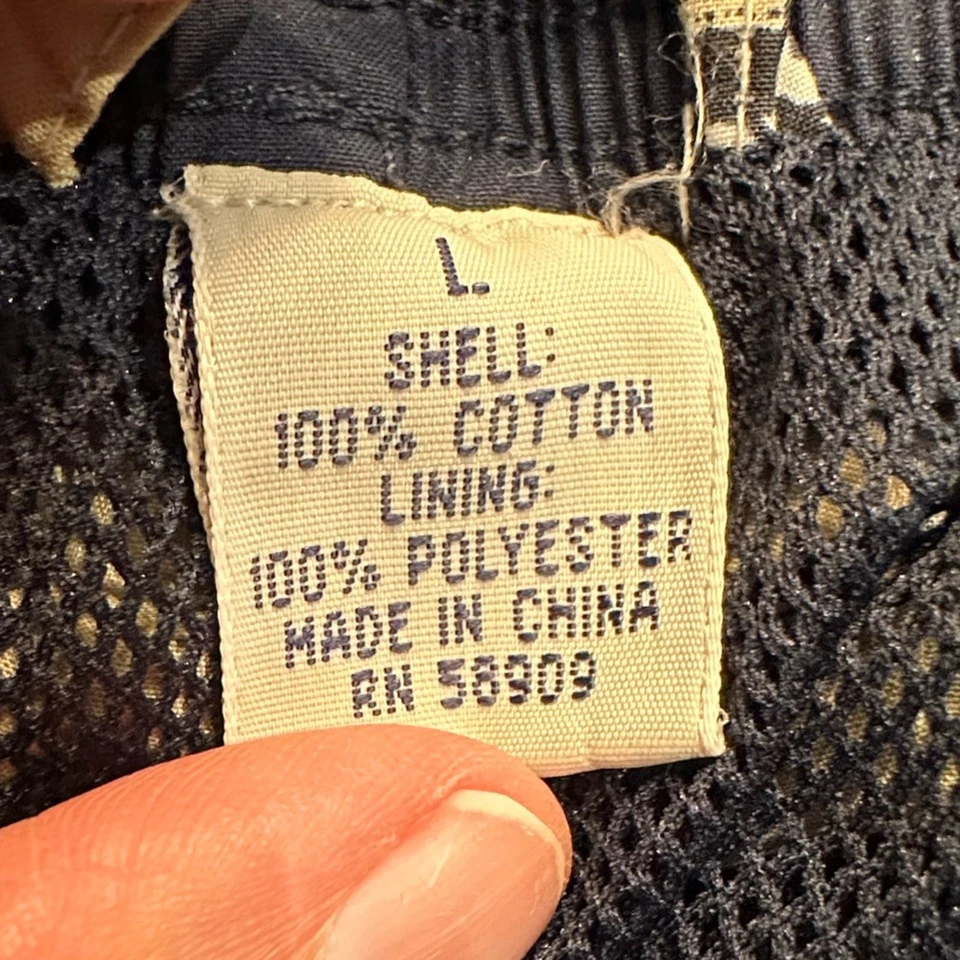 L.
SHELL:
100% COTTON
LINING:
100% POLYESTER
MADE IN CHINA
RN 58909